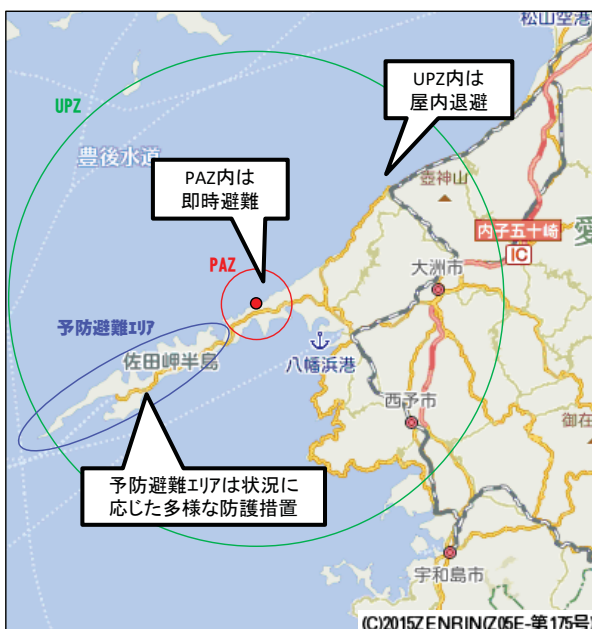 松山空港
UPZ
UPZ内は
屋内退避
豊後水道
PAZ内は
即時避難
壺神山
内子五十崎
IC
愛
PAZ
大洲市
予防避難エリア
佐田岬半島
八幡浜港
西予市
御在
予防避難エリアは状況に
応じた多様な防護措置
宇和島市
(C)2015ZENRIN(Z05E-第175号)